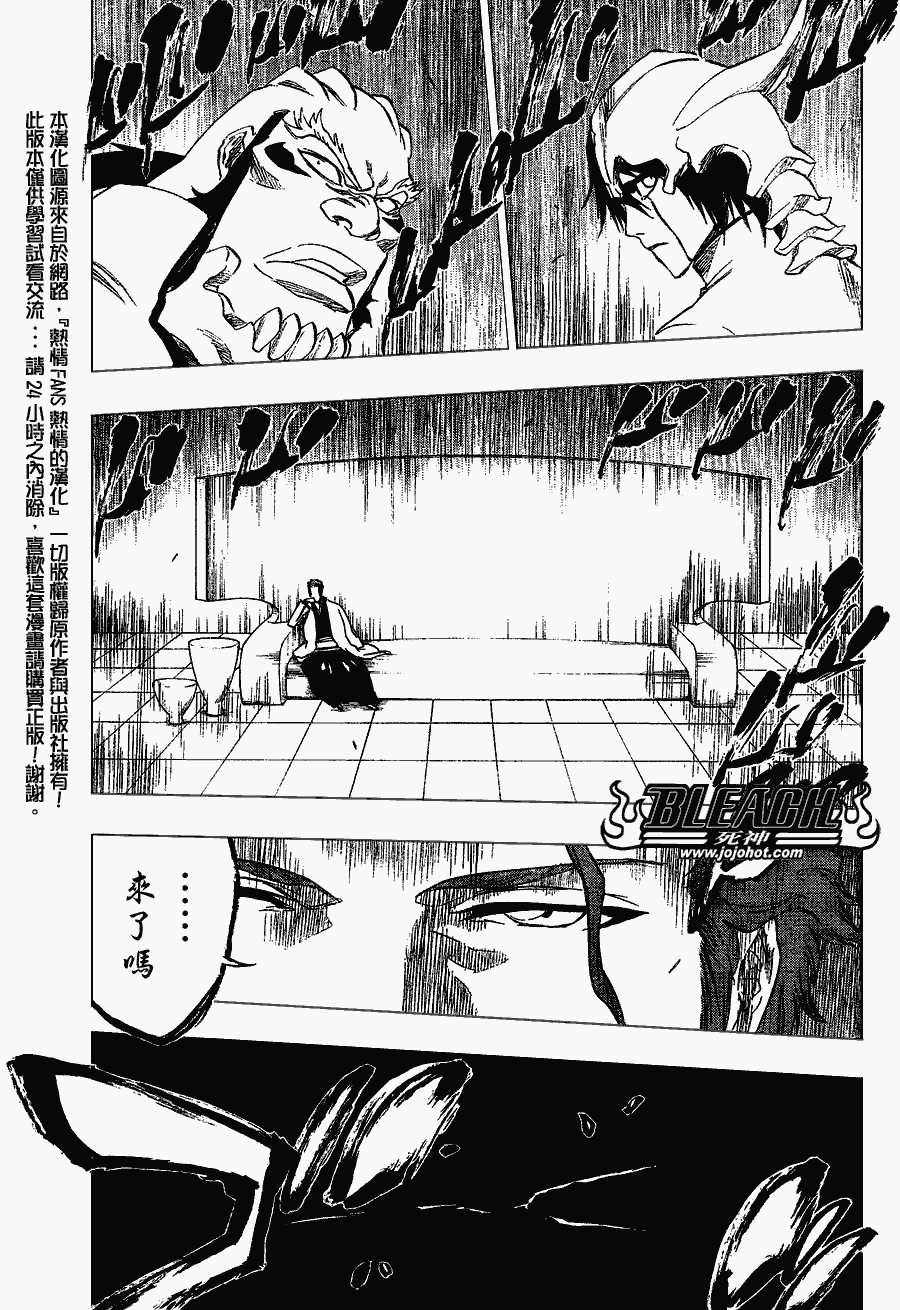 本漢化圖源來自於網路，『熱情FANS 熱情的漢化』一切版權歸原作者與出版社擁有！
此版本僅供學習試看交流... 請 24 小時之內消除，喜歡這套漫畫請購買正版！謝謝。
BLEACH
死神
www.jojohot.com
……
來了嗎